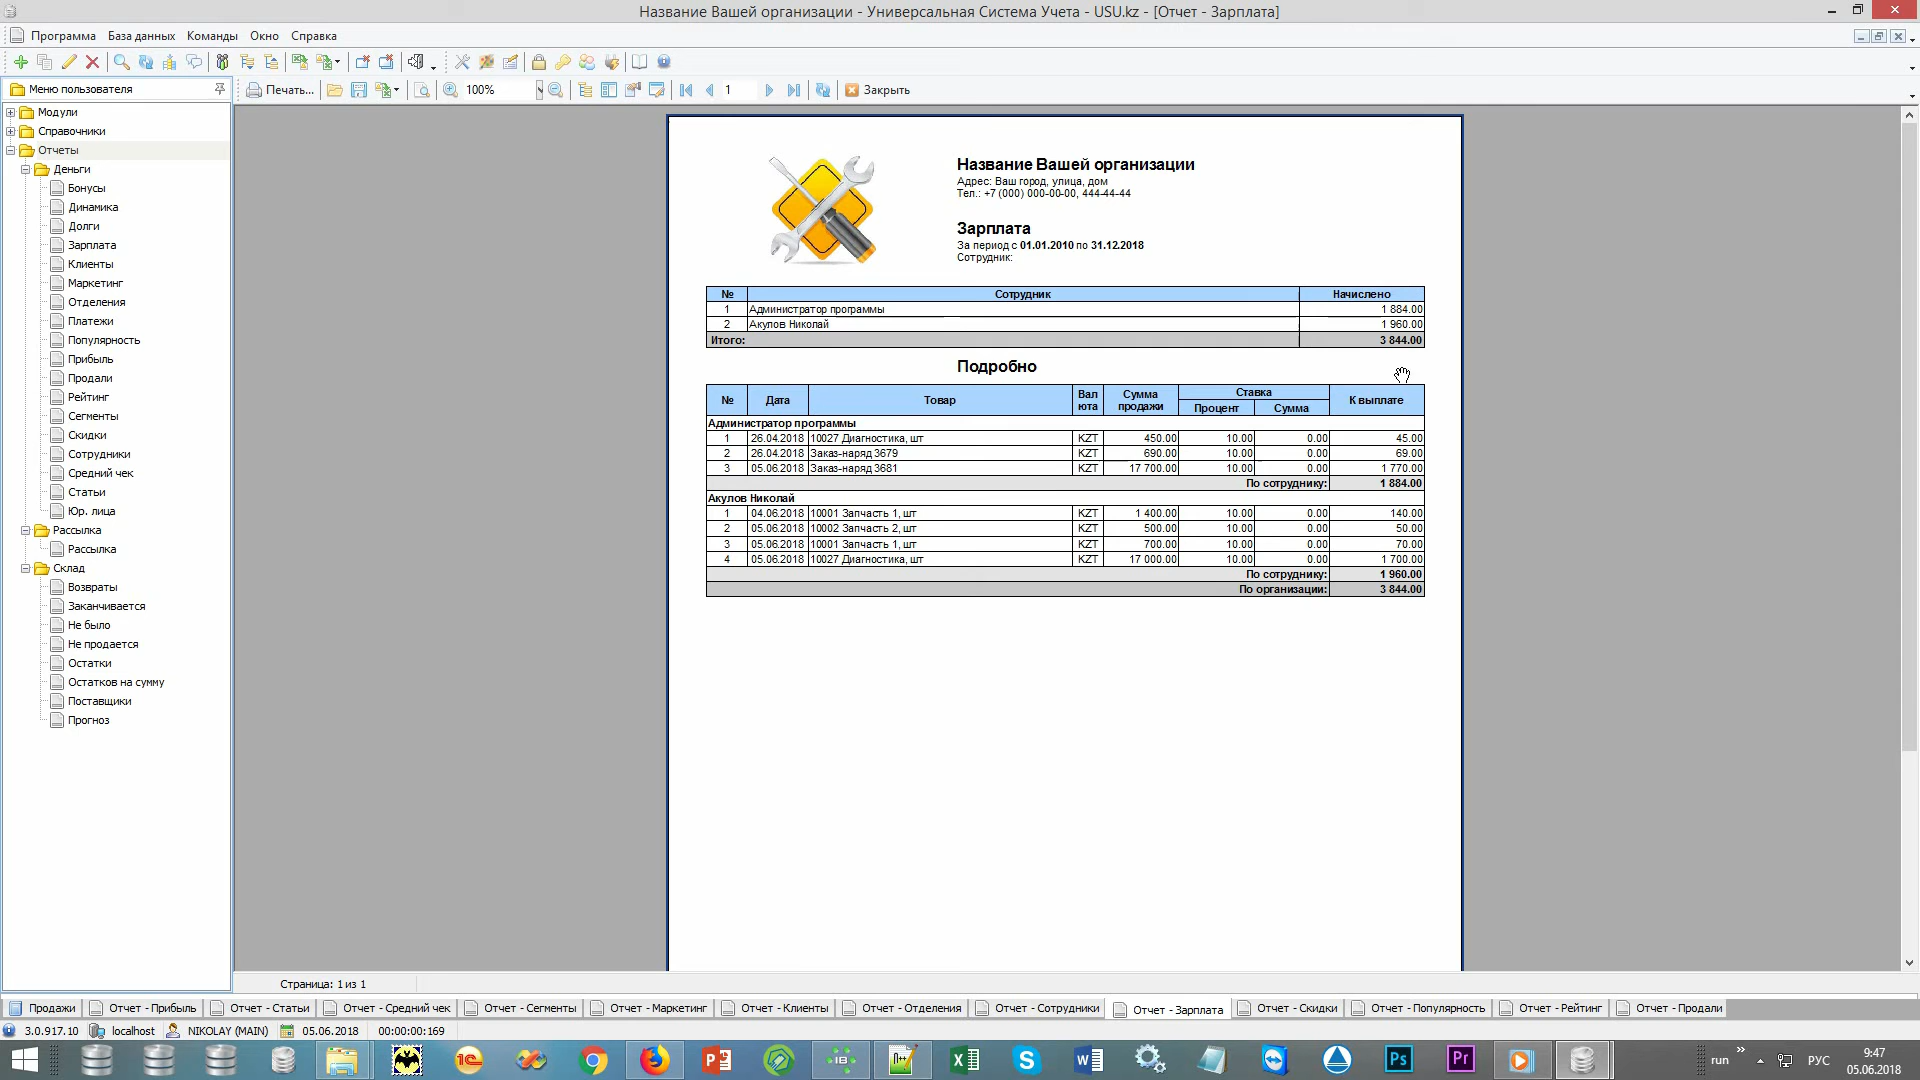 Название Вашей организации - Универсальная Система Учета - USU.kz - [Отчет - Зарплата]
Программа База данных Команды Окно Справка
Меню пользователя
Печать... 100% 1 Закрыть
Модули
Справочники
Отчеты
Деньги
Бонусы
Динамика
Долги
Зарплата
Клиенты
Маркетинг
Отделения
Платежи
Популярность
Прибыль
Продали
Рейтинг
Сегменты
Скидки
Сотрудники
Средний чек
Статьи
Юр. лица
Рассылка
Рассылка
Склад
Возвраты
Заканчивается
Не было
Не продается
Остатки
Остатков на сумму
Поставщики
Прогноз
Название Вашей организации
Адрес: Ваш город, улица, дом
Тел.: +7 (000) 000-00-00, 444-44-44
Зарплата
За период с 01.01.2010 по 31.12.2018
Сотрудник:
№ Сотрудник Начислено
1 Администратор программы 1 884.00
2 Акулов Николай 1 960.00
Итого: 3 844.00
Подробно
№ Дата Товар Вал юта Сумма продажи Ставка Процент Сумма К выплате
Администратор программы
1 26.04.2018 10027 Диагностика, шт KZT 450.00 10.00 0.00 45.00
2 26.04.2018 Заказ-наряд 3679 KZT 690.00 10.00 0.00 69.00
3 05.06.2018 Заказ-наряд 3681 KZT 17 700.00 10.00 0.00 1 770.00
По сотруднику: 1 884.00
Акулов Николай
1 04.06.2018 10001 Запчасть 1, шт KZT 1 400.00 10.00 0.00 140.00
2 05.06.2018 10002 Запчасть 2, шт KZT 500.00 10.00 0.00 50.00
3 05.06.2018 10001 Запчасть 1, шт KZT 700.00 10.00 0.00 70.00
4 05.06.2018 10027 Диагностика, шт KZT 17 000.00 10.00 0.00 1 700.00
По сотруднику: 1 960.00
По организации: 3 844.00
Страница: 1 из 1
Продажи Отчет - Прибыль Отчет - Статьи Отчет - Средний чек Отчет - Сегменты Отчет - Маркетинг Отчет - Клиенты Отчет - Отделения Отчет - Сотрудники Отчет - Зарплата Отчет - Скидки Отчет - Популярность Отчет - Рейтинг Отчет - Продали
3.0.917.10 localhost NIKOLAY (MAIN) 05.06.2018 00:00:00:169
run РУС 9:47
05.06.2018